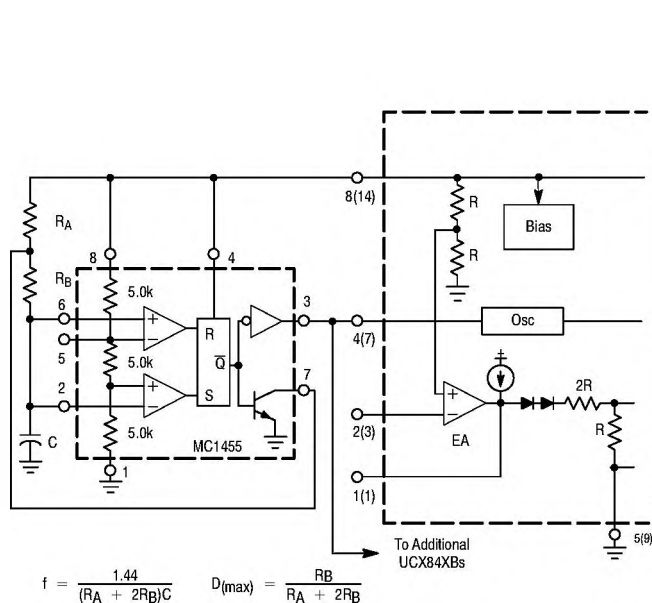 8(14)
R
R
Bias
RA
RB
8
4
6
5.0k
3
4(7)
Osc
5
+
−
R
5.0k
Q
7
2
+
−
S
+
−
EA
2R
R
2(3)
C
5.0k
MC1455
1
1(1)
To Additional
UCX84XBs
5(9)
f = 1.44 / (RA + 2RB)C
D(max) = RB / RA + 2RB